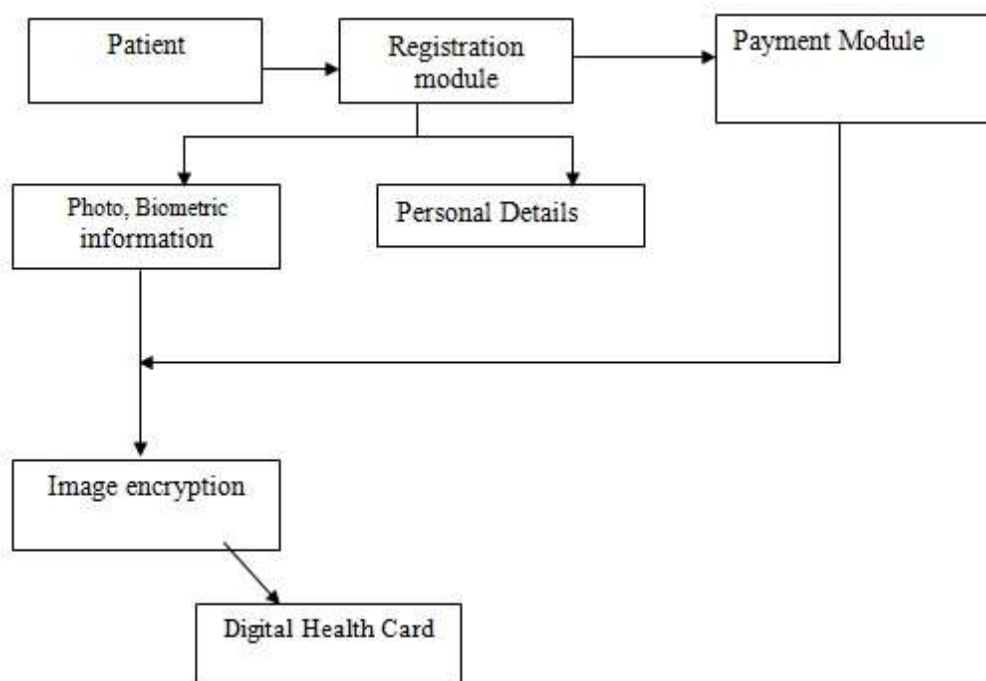 Patient
Registration
module
Payment Module
Photo, Biometric
information
Personal Details
Image encryption
Digital Health Card